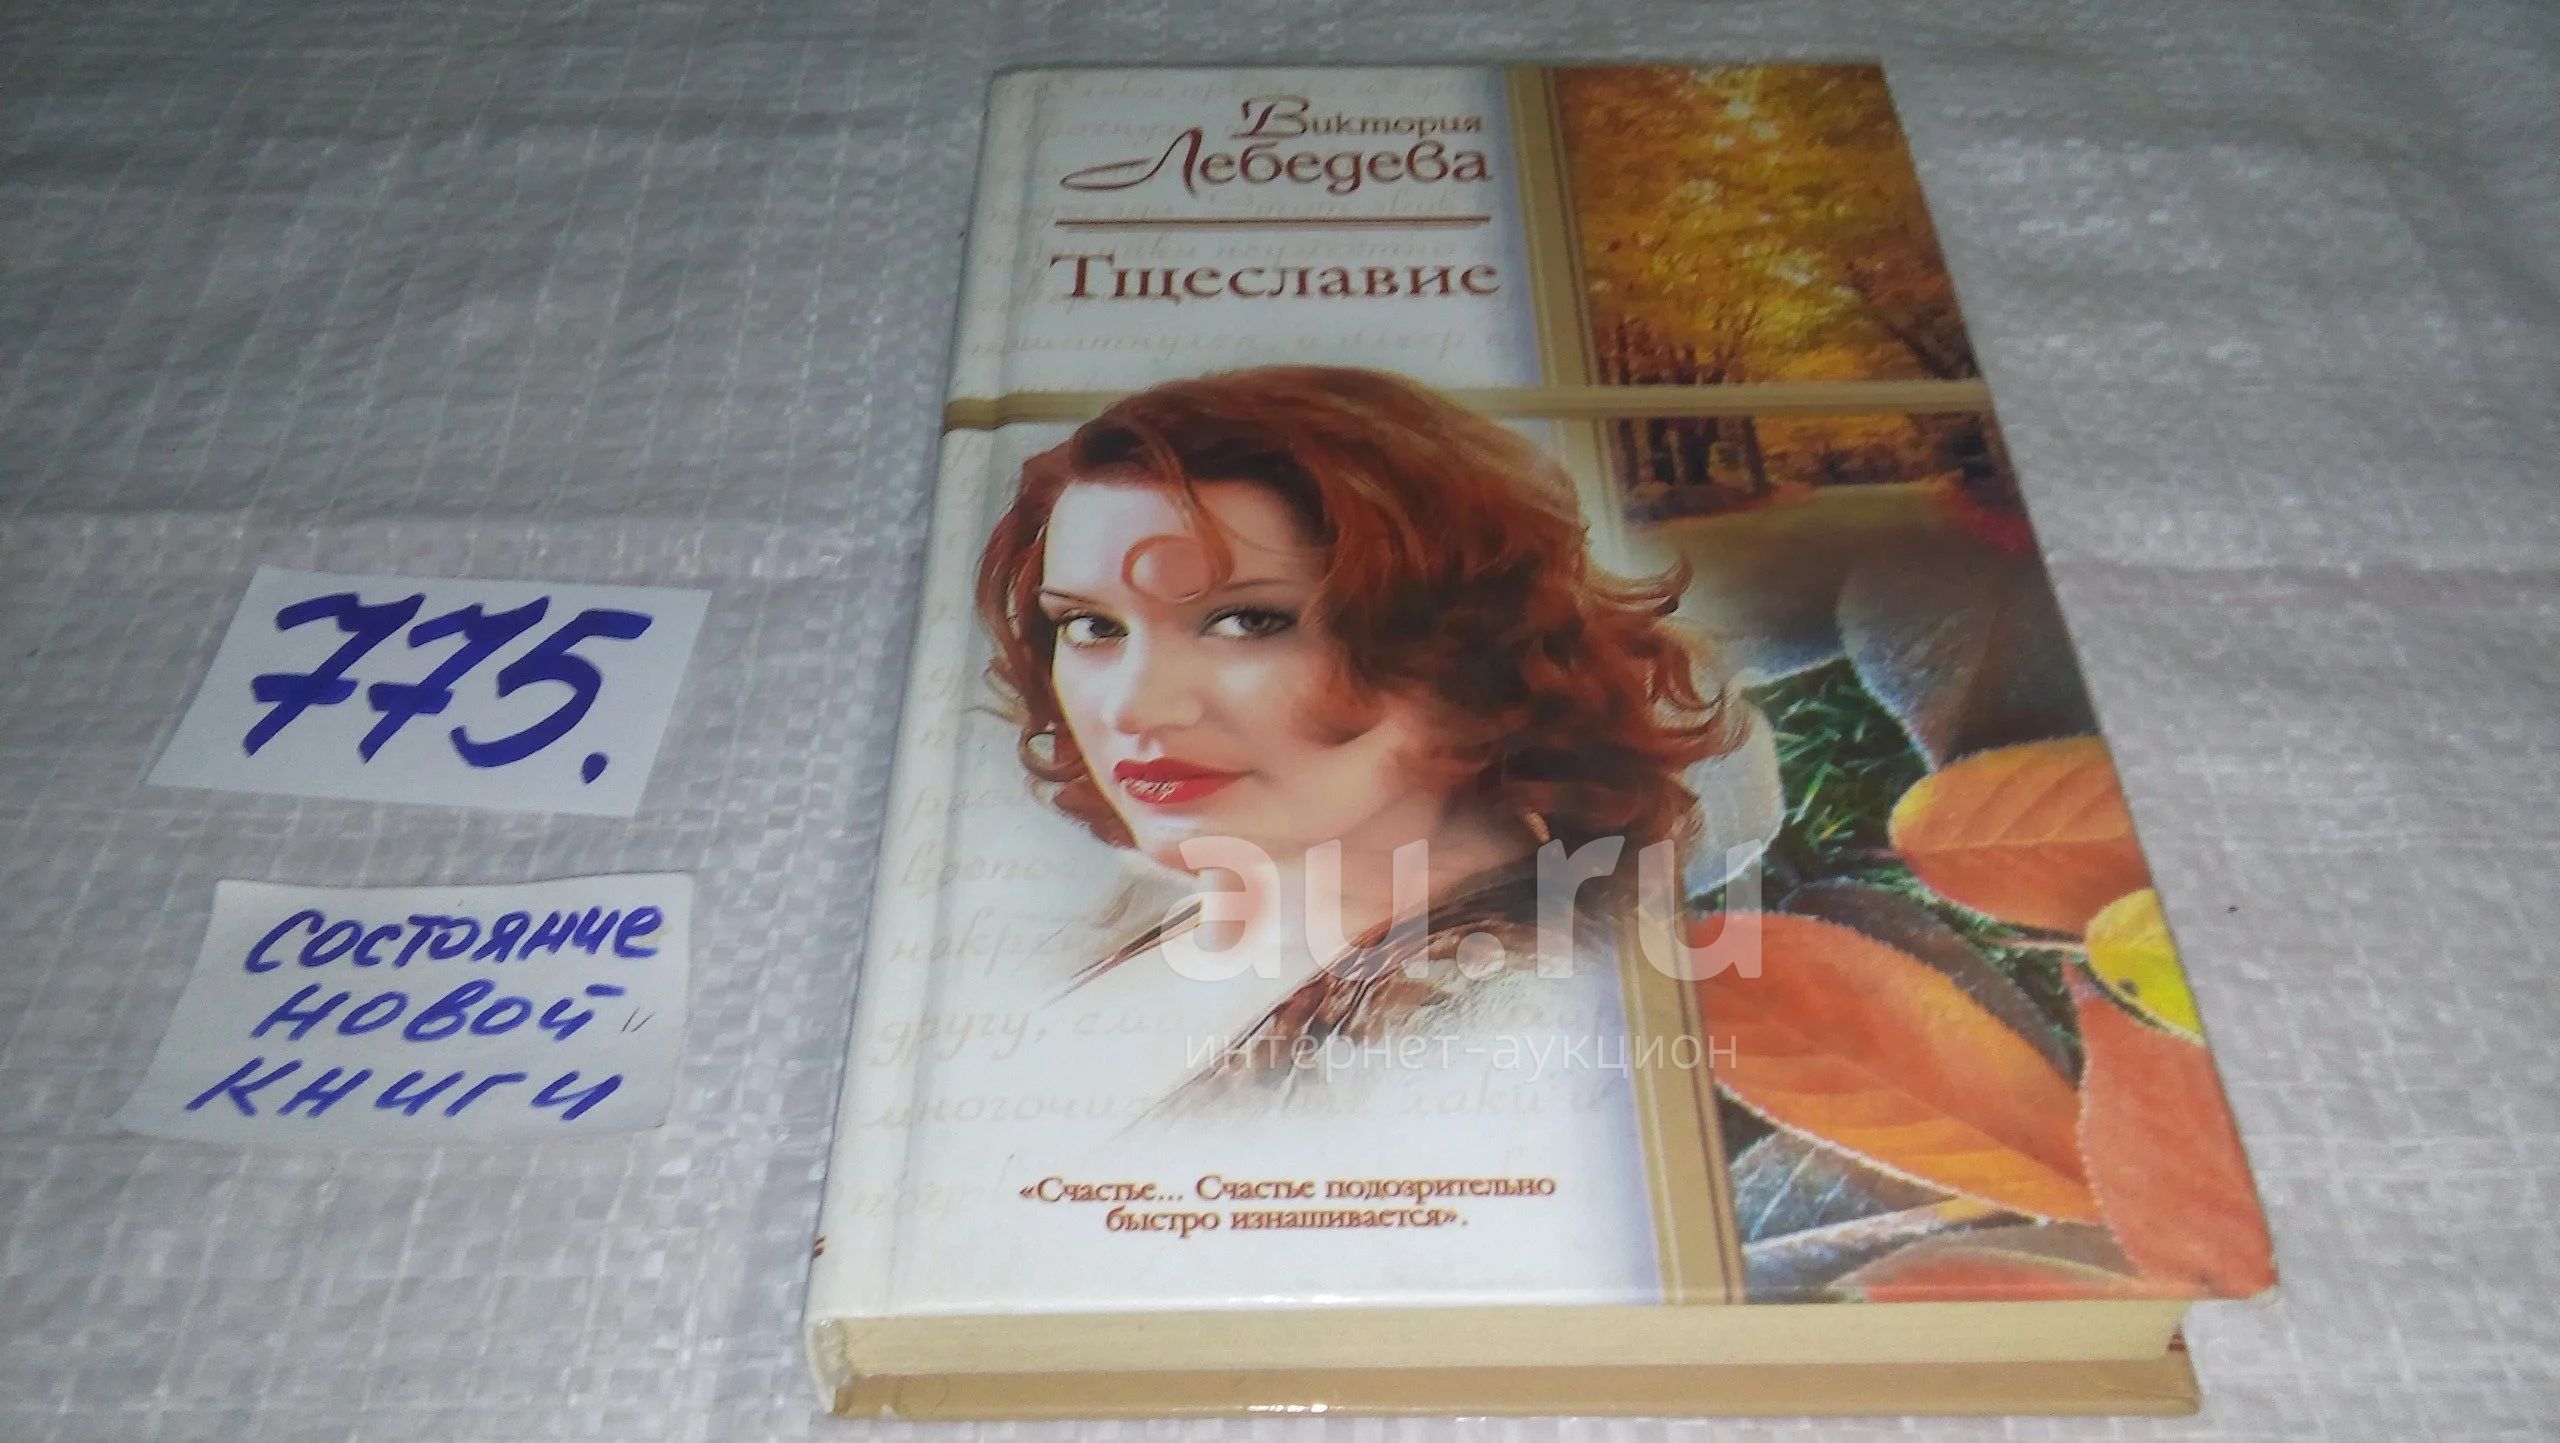 Виктория
Лебедева
Тщеславие
775.
состояние
новой
книги
au.ru
интернет-аукцион
«Счастье... Счастье подозрительно
быстро изнашивается».